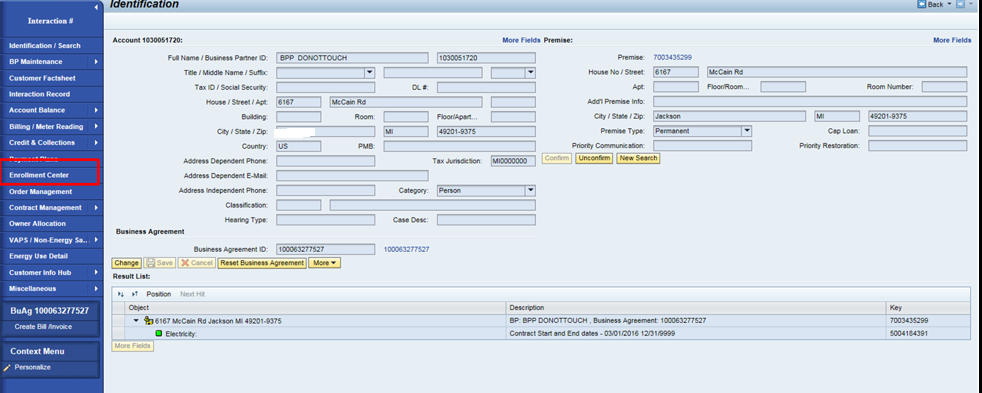 Identification
Back
Interaction #
Identification / Search
BP Maintenance
Customer Factsheet
Interaction Record
Account Balance
Billing / Meter Reading
Credit & Collections
Payment Plans
Enrollment Center
Order Management
Contract Management
Owner Allocation
VAPS / Non-Energy Sa..
Energy Use Detail
Customer Info Hub
Miscellaneous
BuAg 100063277527
Create Bill /Invoice
Context Menu
Personalize
Account 1030051720: More Fields
Full Name / Business Partner ID: BPP DONOTTOUCH 1030051720
Title / Middle Name / Suffix:
Tax ID / Social Security: DL #:
House / Street / Apt: 6167 McCain Rd
Building: Room: Floor/Apart...
City / State / Zip: MI 49201-9375
Country: US PMB:
Address Dependent Phone: Tax Jurisdiction: MI0000000
Address Dependent E-Mail:
Address Independent Phone: Category: Person
Classification:
Hearing Type: Case Desc:
Premise: More Fields
Premise: 7003435299
House No / Street: 6167 McCain Rd
Apt: Floor/Room... Room Number:
Add'l Premise Info:
City / State / Zip: Jackson MI 49201-9375
Premise Type: Permanent Cap Loan:
Priority Communication: Priority Restoration:
Confirm Unconfirm New Search
Business Agreement
Business Agreement ID: 100063277527 100063277527
Change Save Cancel Reset Business Agreement More
Result List:
Position Next Hit
Object Description Key
6167 McCain Rd Jackson MI 49201-9375 BP: BPP DONOTTOUCH , Business Agreement: 100063277527 7003435299
Electricity: Contract Start and End dates - 03/01/2016 12/31/9999 5004184391
More Fields